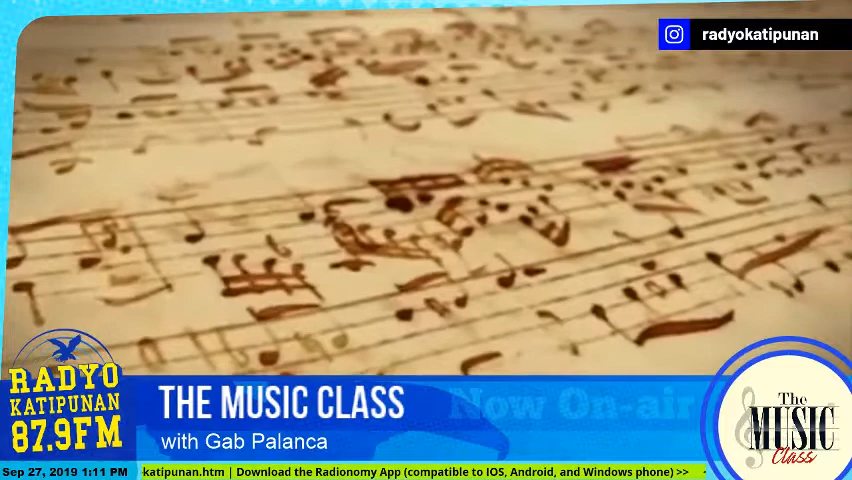 radyokatipunan
RADYO
KATIPUNAN
87.9FM
THE MUSIC CLASS
Now On-air
with Gab Palanca
The
MUSIC
Class
Sep 27, 2019 1:11 PM
katipunan.htm | Download the Radionomy App (compatible to IOS, Android, and Windows phone) >>